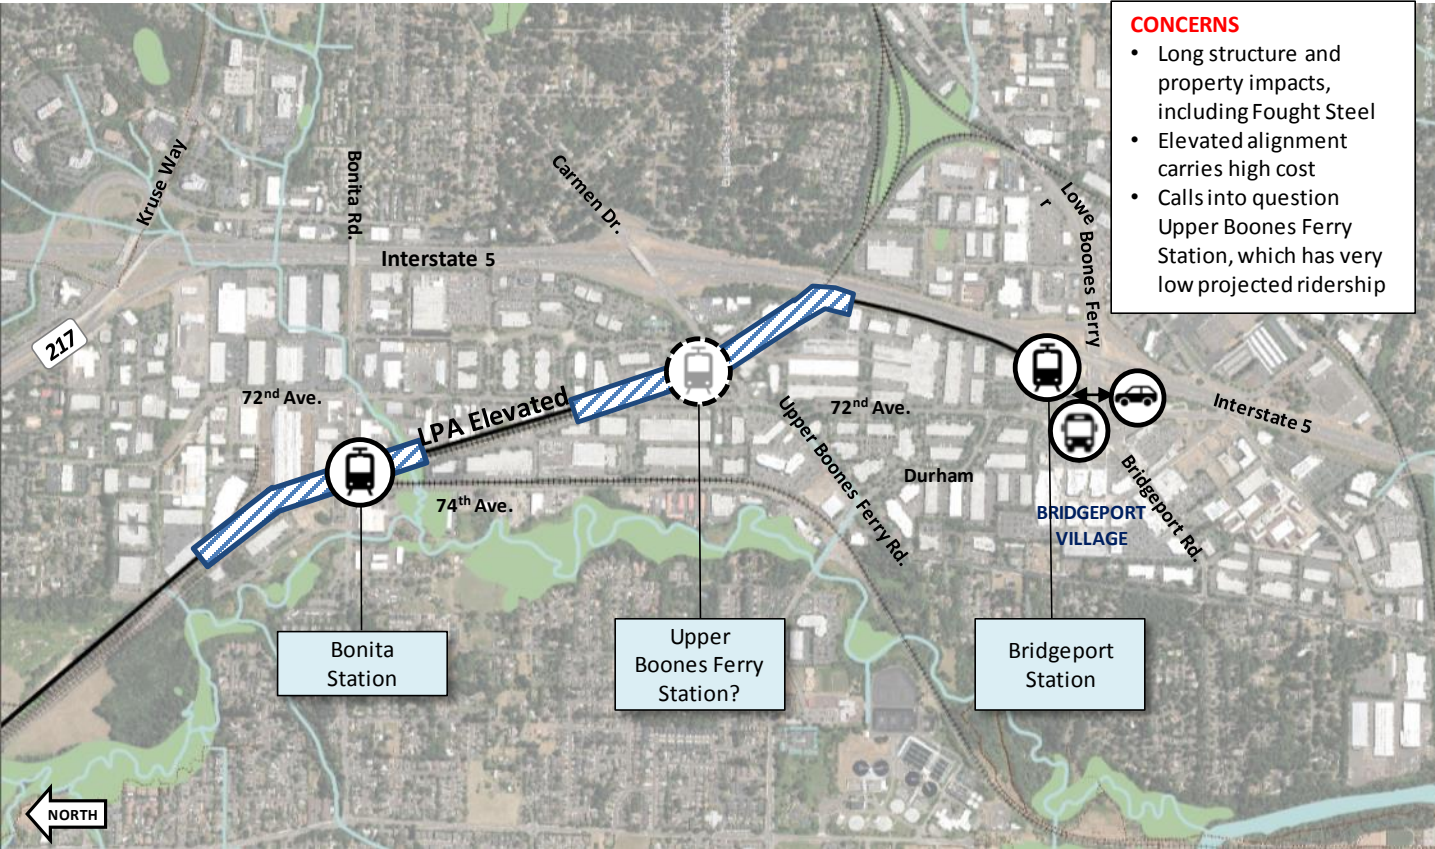 CONCERNS
• Long structure and
property impacts,
including Fought Steel
• Elevated alignment
carries high cost
• Calls into question
Upper Boones Ferry
Station, which has very
low projected ridership
Kruse Way
Bonita Rd.
Carmen Dr.
Lowe
r
Boones Ferry
Interstate 5
217
72nd Ave.
LPA Elevated
72nd Ave.
Upper Boones Ferry Rd.
Interstate 5
Durham
74th Ave.
BRIDGEPORT
VILLAGE
Bridgeport Rd.
Bonita
Station
Upper
Boones Ferry
Station?
Bridgeport
Station
NORTH